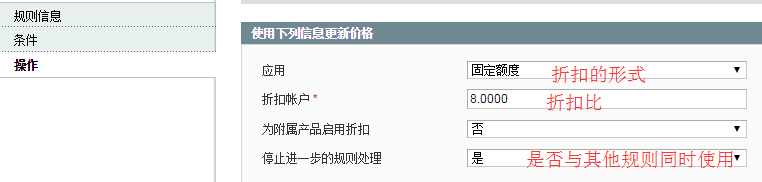 规则信息
条件
操作
使用下列信息更新价格
应用 固定额度 折扣的形式
折扣帐户 * 8.0000 折扣比
为附属产品启用折扣 否
停止进一步的规则处理 是 是否与其他规则同时使用